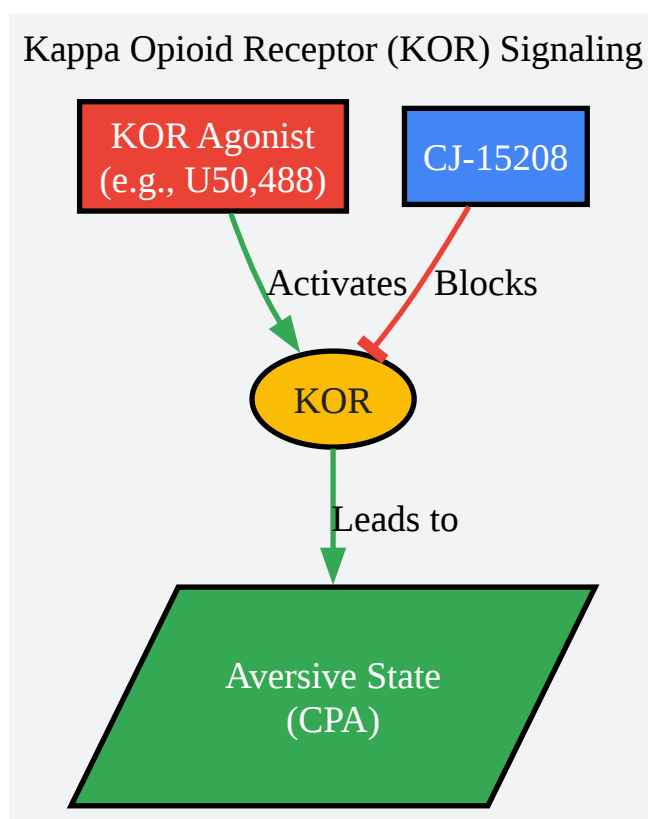 Kappa Opioid Receptor (KOR) Signaling
KOR Agonist
(e.g., U50,488)
CJ-15208
Activates
Blocks
KOR
Leads to
Aversive State
(CPA)